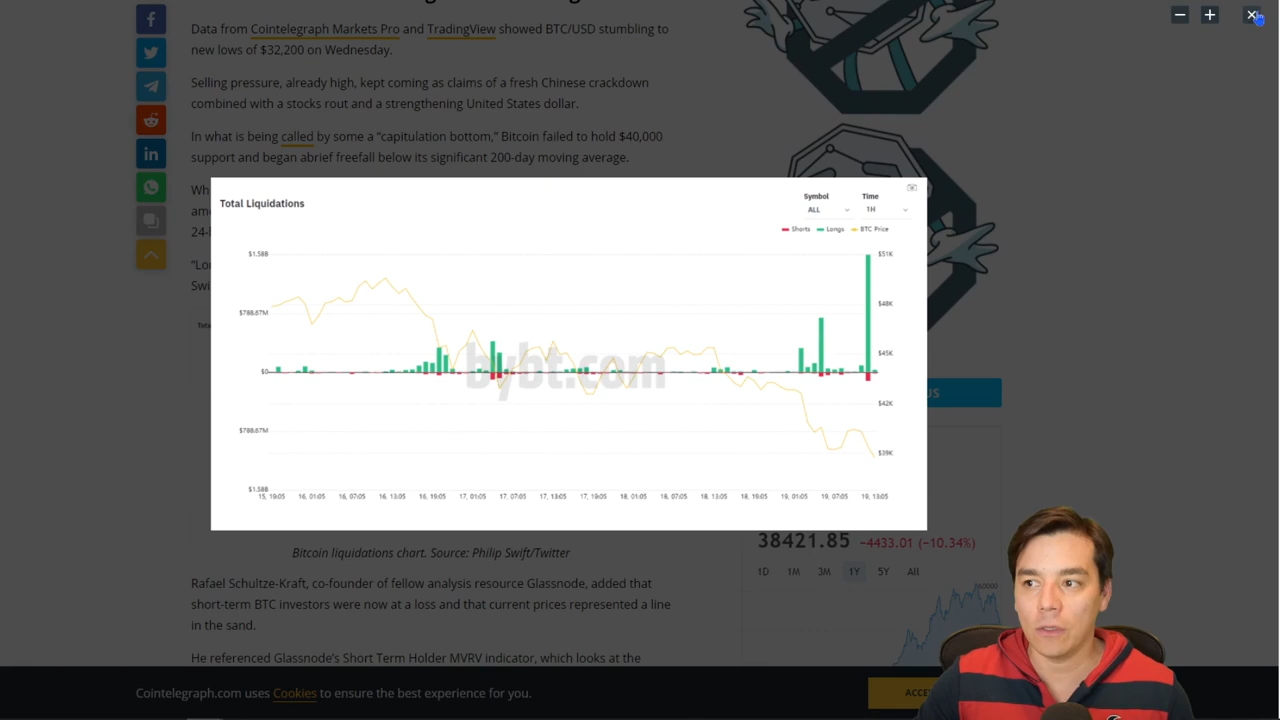 Data from Cointelegraph Markets Pro and TradingView showed BTC/USD stumbling to
new lows of $32,200 on Wednesday.
Selling pressure, already high, kept coming as claims of a fresh Chinese crackdown
combined with a stocks rout and a strengthening United States dollar.
In what is being called by some a “capitulation bottom,” Bitcoin failed to hold $40,000
support and began abrief freefall below its significant 200-day moving average.
24-
Total Liquidations
Symbol
Time
ALL
1H
Shorts
Longs
BTC Price
$1.58B
$788.67M
$0
$788.67M
$1.58B
$51K
$48K
$45K
$42K
$39K
bybt.com
15, 19:05
16, 01:05
16, 07:05
16, 13:05
16, 19:05
17, 01:05
17, 07:05
17, 13:05
17, 19:05
18, 01:05
18, 07:05
18, 13:05
18, 19:05
19, 01:05
19, 07:05
19, 13:05
US
Bitcoin liquidations chart. Source: Philip Swift/Twitter
38421.85 −4433.01 (−10.34%)
1D 1M 3M 1Y 5Y All
Rafael Schultze-Kraft, co-founder of fellow analysis resource Glassnode, added that
short-term BTC investors were now at a loss and that current prices represented a line
in the sand.
He referenced Glassnode’s Short Term Holder MVRV indicator, which looks at the
Cointelegraph.com uses Cookies to ensure the best experience for you.
ACCE